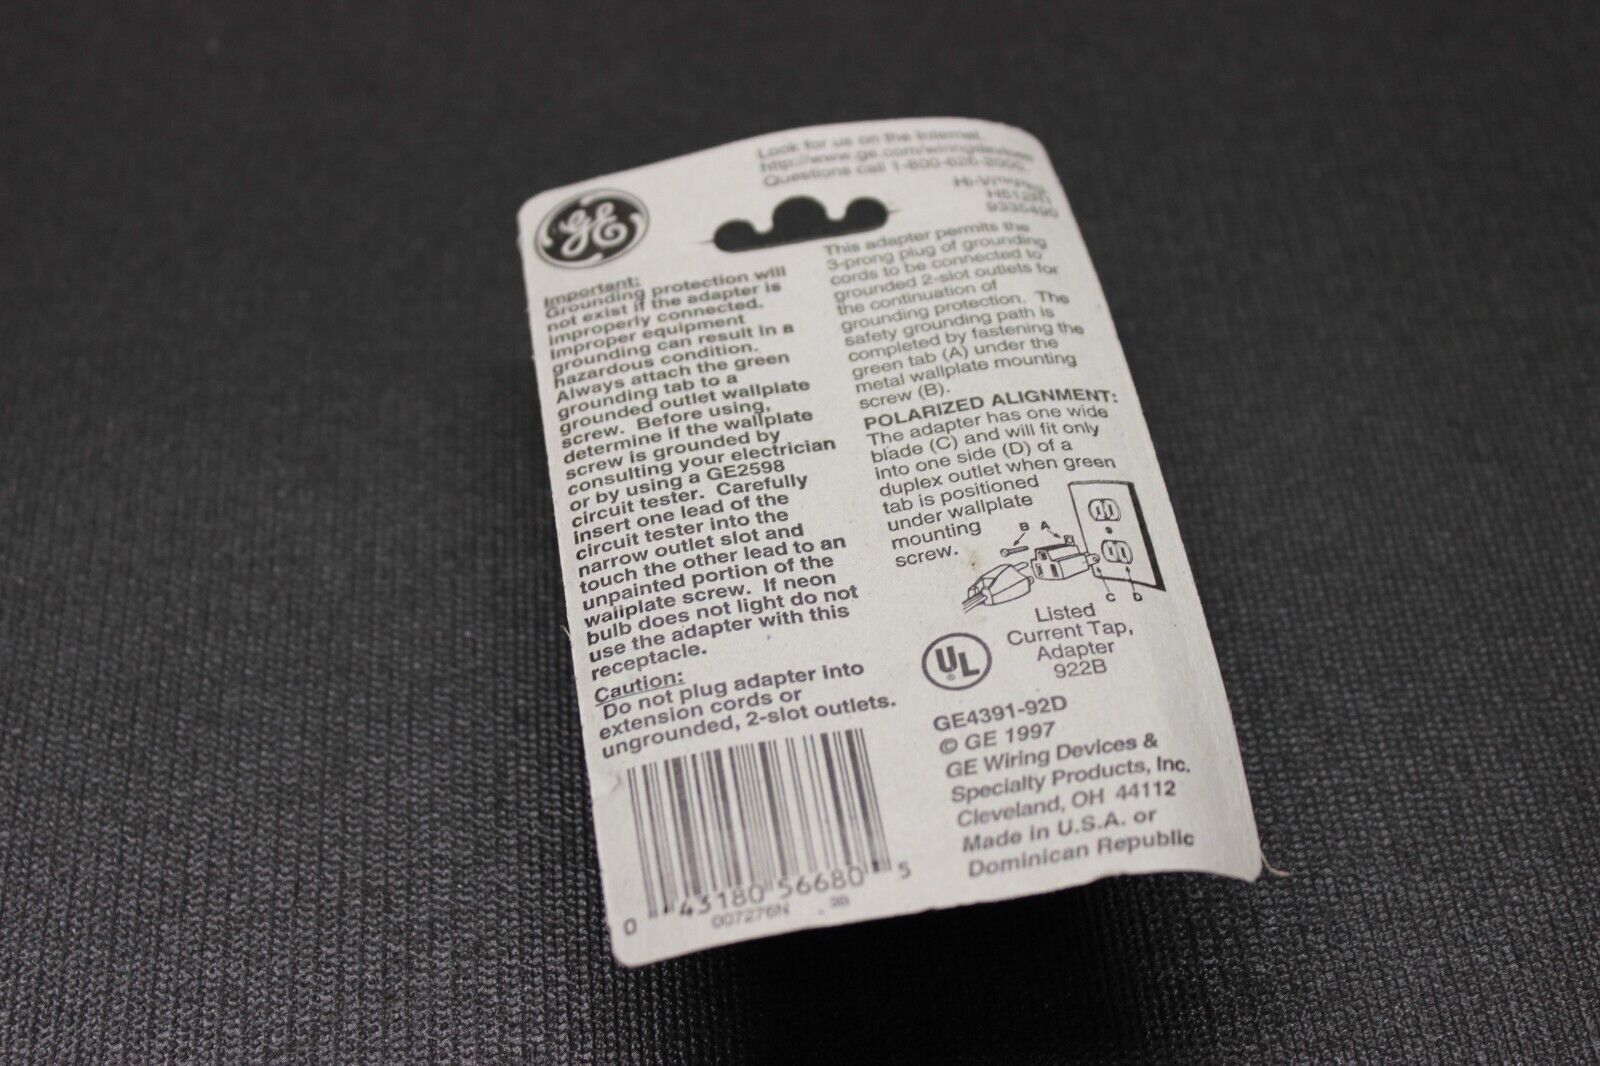 Look for us on the Internet.
http://www.ge.com/wiringdevices
Questions call 1-800-626-2000.
9335490
GE
Important:
Grounding protection will
not exist if the adapter is
improperly connected.
Improper equipment
grounding can result in a
hazardous condition.
Always attach the green
grounding tab to a
grounded outlet wallplate
screw. Before using,
determine if the wallplate
screw is grounded by
consulting your electrician
or by using a GE2598
circuit tester. Carefully
insert one lead of the
circuit tester into the
narrow outlet slot and
touch the other lead to an
unpainted portion of the
wallplate screw. If neon
bulb does not light do not
use the adapter with this
receptacle.
Caution:
Do not plug adapter into
extension cords or
ungrounded, 2-slot outlets.
0 43180 56680 5
007276N
This adapter permits the
3-prong plug of grounding
cords to be connected to
grounded 2-slot outlets for
the continuation of
grounding protection. The
safety grounding path is
completed by fastening the
green tab (A) under the
metal wallplate mounting
screw (B).
POLARIZED ALIGNMENT:
The adapter has one wide
blade (C) and will fit only
into one side (D) of a
duplex outlet when green
tab is positioned
under wallplate
mounting
screw.
B A
C D
UL
®
Listed
Current Tap,
Adapter
922B
GE4391-92D
© GE 1997
GE Wiring Devices &
Specialty Products, Inc.
Cleveland, OH 44112
Made in U.S.A. or
Dominican Republic